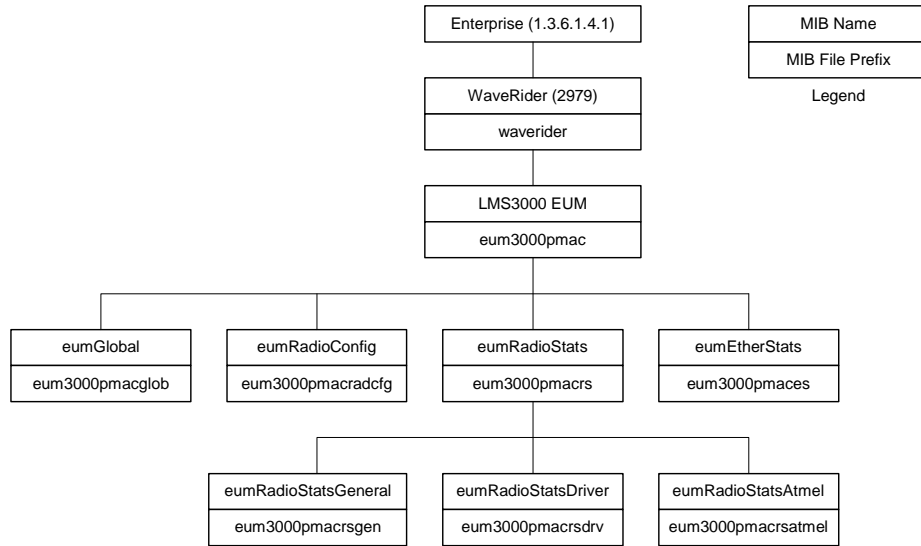 Enterprise (1.3.6.1.4.1)
MIB Name
MIB File Prefix
Legend
WaveRider (2979)
waverider
LMS3000 EUM
eum3000pmac
eumGlobal
eum3000pmacglob
eumRadioConfig
eum3000pmacradcfg
eumRadioStats
eum3000pmacrs
eumEtherStats
eum3000pmaces
eumRadioStatsGeneral
eum3000pmacrsgen
eumRadioStatsDriver
eum3000pmacrsdrv
eumRadioStatsAtmel
eum3000pmacrsatmel